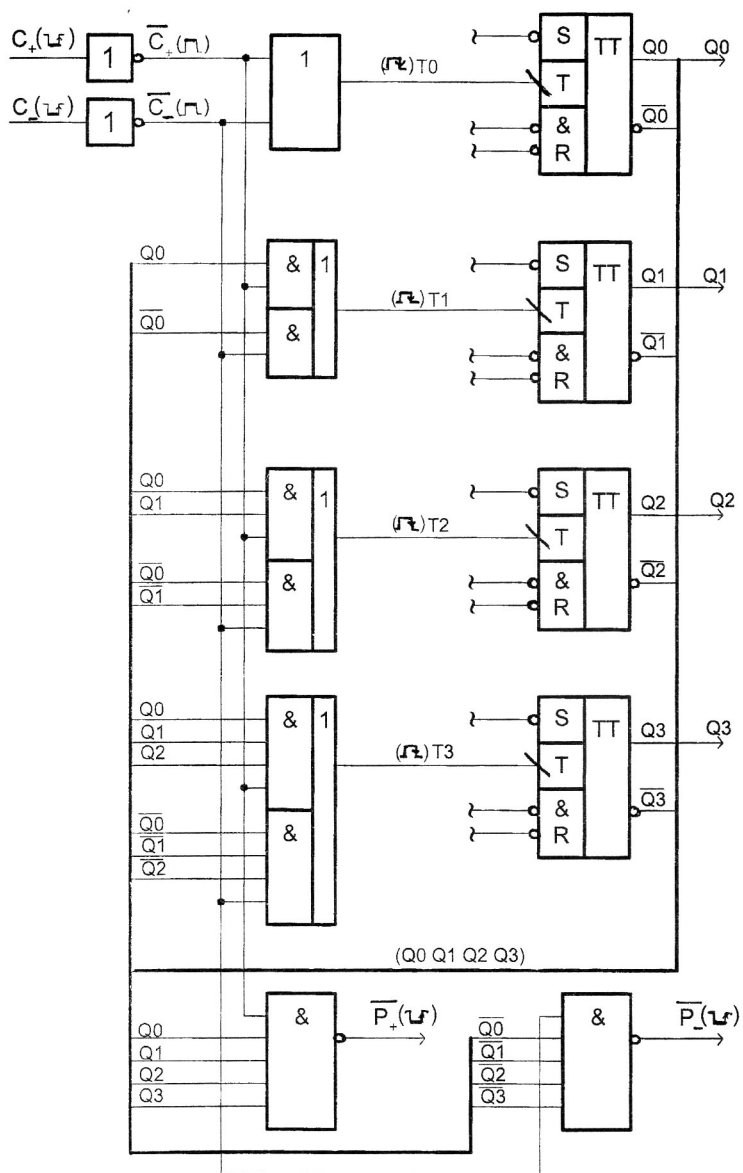 C₊(⊔) 1 C̅₊(⊓) 1 (⊓)T0 S TT Q0 Q0
T
C₋(⊔) 1 C̅₋(⊓) & R Q̅0̅
Q0 & 1 S TT Q1 Q1
(⊓)T1 T
Q̅0̅ & & R Q̅1̅
Q0 & 1 S TT Q2 Q2
Q1
(⊓)T2 T
Q̅0̅ & & R Q̅2̅
Q̅1̅
Q0 & 1 S TT Q3 Q3
Q1
Q2 (⊓)T3 T
Q̅0̅ & & R Q̅3̅
Q̅1̅
Q̅2̅
(Q0 Q1 Q2 Q3)
& P̅₊(⊔) & P̅₋(⊔)
Q0 Q̅0̅
Q1 Q̅1̅
Q2 Q̅2̅
Q3 Q̅3̅